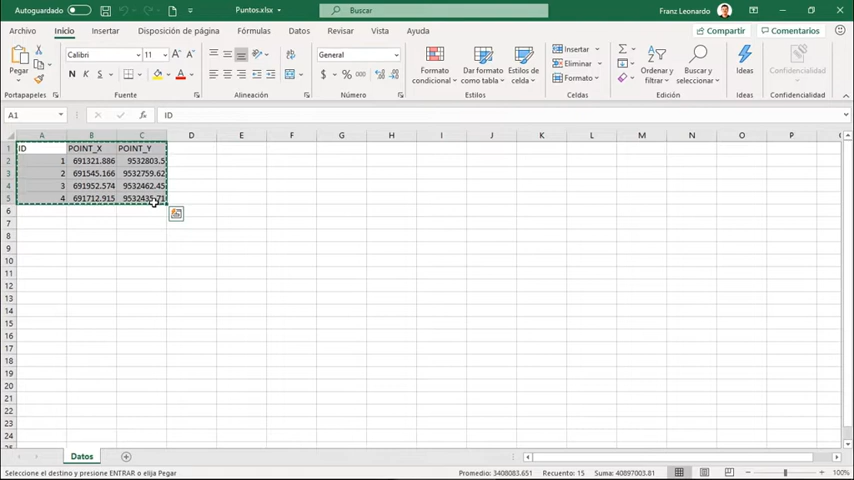 Autoguardado
Puntos.xlsx
Buscar
Franz Leonardo
Archivo Inicio Insertar Disposición de página Fórmulas Datos Revisar Vista Ayuda Compartir Comentarios
Calibri 11 General Insertar
Pegar N K S Eliminar Formato
Formato condicional
Dar formato como tabla
Estilos de celda
Ordenar y filtrar
Buscar y seleccionar
Ideas
Confidencialidad
Portapapeles Fuente Alineación Número Estilos Celdas Edición Ideas Confidencialidad
A1 ID
A B C D E F G H I J K L M N O P
1 ID POINT_X POINT_Y
2 1 691321.886 9532803.5
3 2 691545.166 9532759.62
4 3 691952.574 9532462.45
5 4 691712.915 9532435.71
6
7
8
9
10
11
12
13
14
15
16
17
18
19
20
21
22
23
24
Datos
Seleccione el destino y presione ENTRAR o elija Pegar Promedio: 3408083.651 Recuento: 15 Suma: 40897003.81 100%